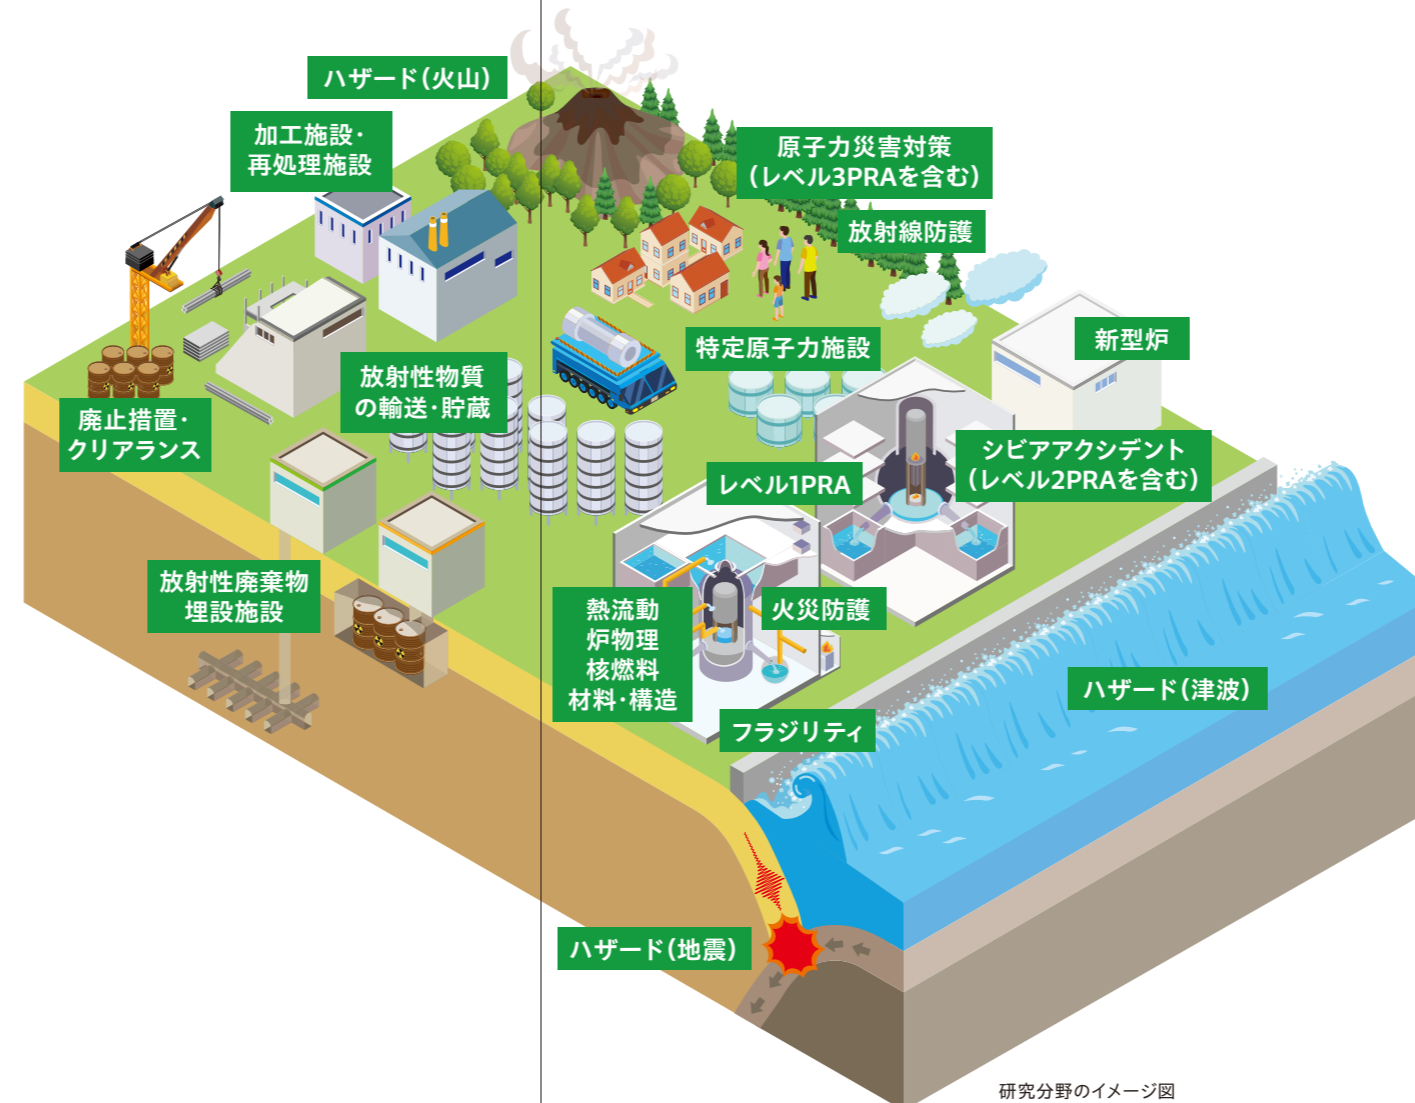 ハザード(火山)
加工施設・
再処理施設
原子力災害対策
(レベル3PRAを含む)
放射線防護
新型炉
特定原子力施設
放射性物質
の輸送・貯蔵
廃止措置・
クリアランス
シビアアクシデント
(レベル2PRAを含む)
レベル1PRA
放射性廃棄物
埋設施設
熱流動
炉物理
核燃料
材料・構造
火災防護
ハザード(津波)
フラジリティ
ハザード(地震)
研究分野のイメージ図